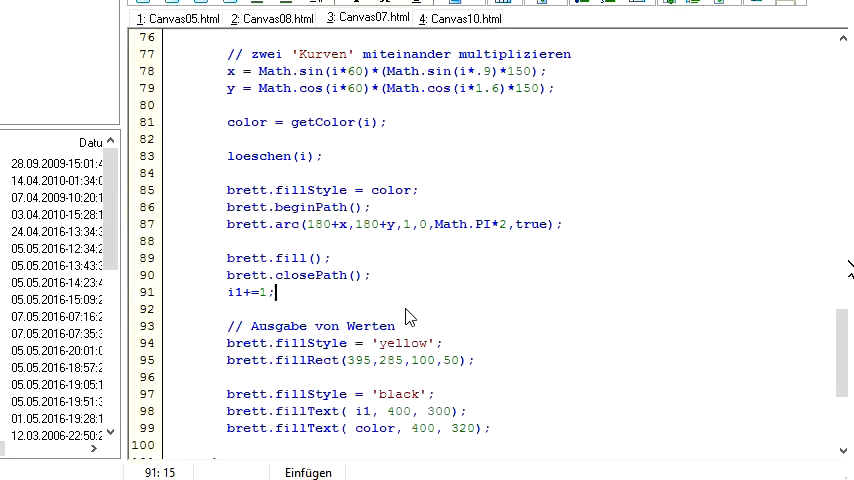 1: Canvas05.html 2: Canvas08.html 3: Canvas07.html 4: Canvas10.html
76
77 // zwei 'Kurven' miteinander multiplizieren
78 x = Math.sin(i*60)*(Math.sin(i*.9)*150);
79 y = Math.cos(i*60)*(Math.cos(i*1.6)*150);
80
81 color = getColor(i);
82
83 loeschen(i);
84
85 brett.fillStyle = color;
86 brett.beginPath();
87 brett.arc(180+x,180+y,1,0,Math.PI*2,true);
88
89 brett.fill();
90 brett.closePath();
91 i1+=1;
92
93 // Ausgabe von Werten
94 brett.fillStyle = 'yellow';
95 brett.fillRect(395,285,100,50);
96
97 brett.fillStyle = 'black';
98 brett.fillText( i1, 400, 300);
99 brett.fillText( color, 400, 320);
100
Datu
28.09.2009-15:01:4
14.04.2010-01:34:0
07.04.2009-10:20:1
03.04.2010-15:28:1
24.04.2016-13:34:3
05.05.2016-12:34:2
05.05.2016-13:43:3
05.05.2016-14:23:4
05.05.2016-15:09:2
07.05.2016-07:16:2
07.05.2016-07:35:3
05.05.2016-20:01:0
05.05.2016-18:57:2
05.05.2016-19:05:1
05.05.2016-19:51:3
01.05.2016-19:28:1
12.03.2006-22:50:2
91: 15 Einfügen